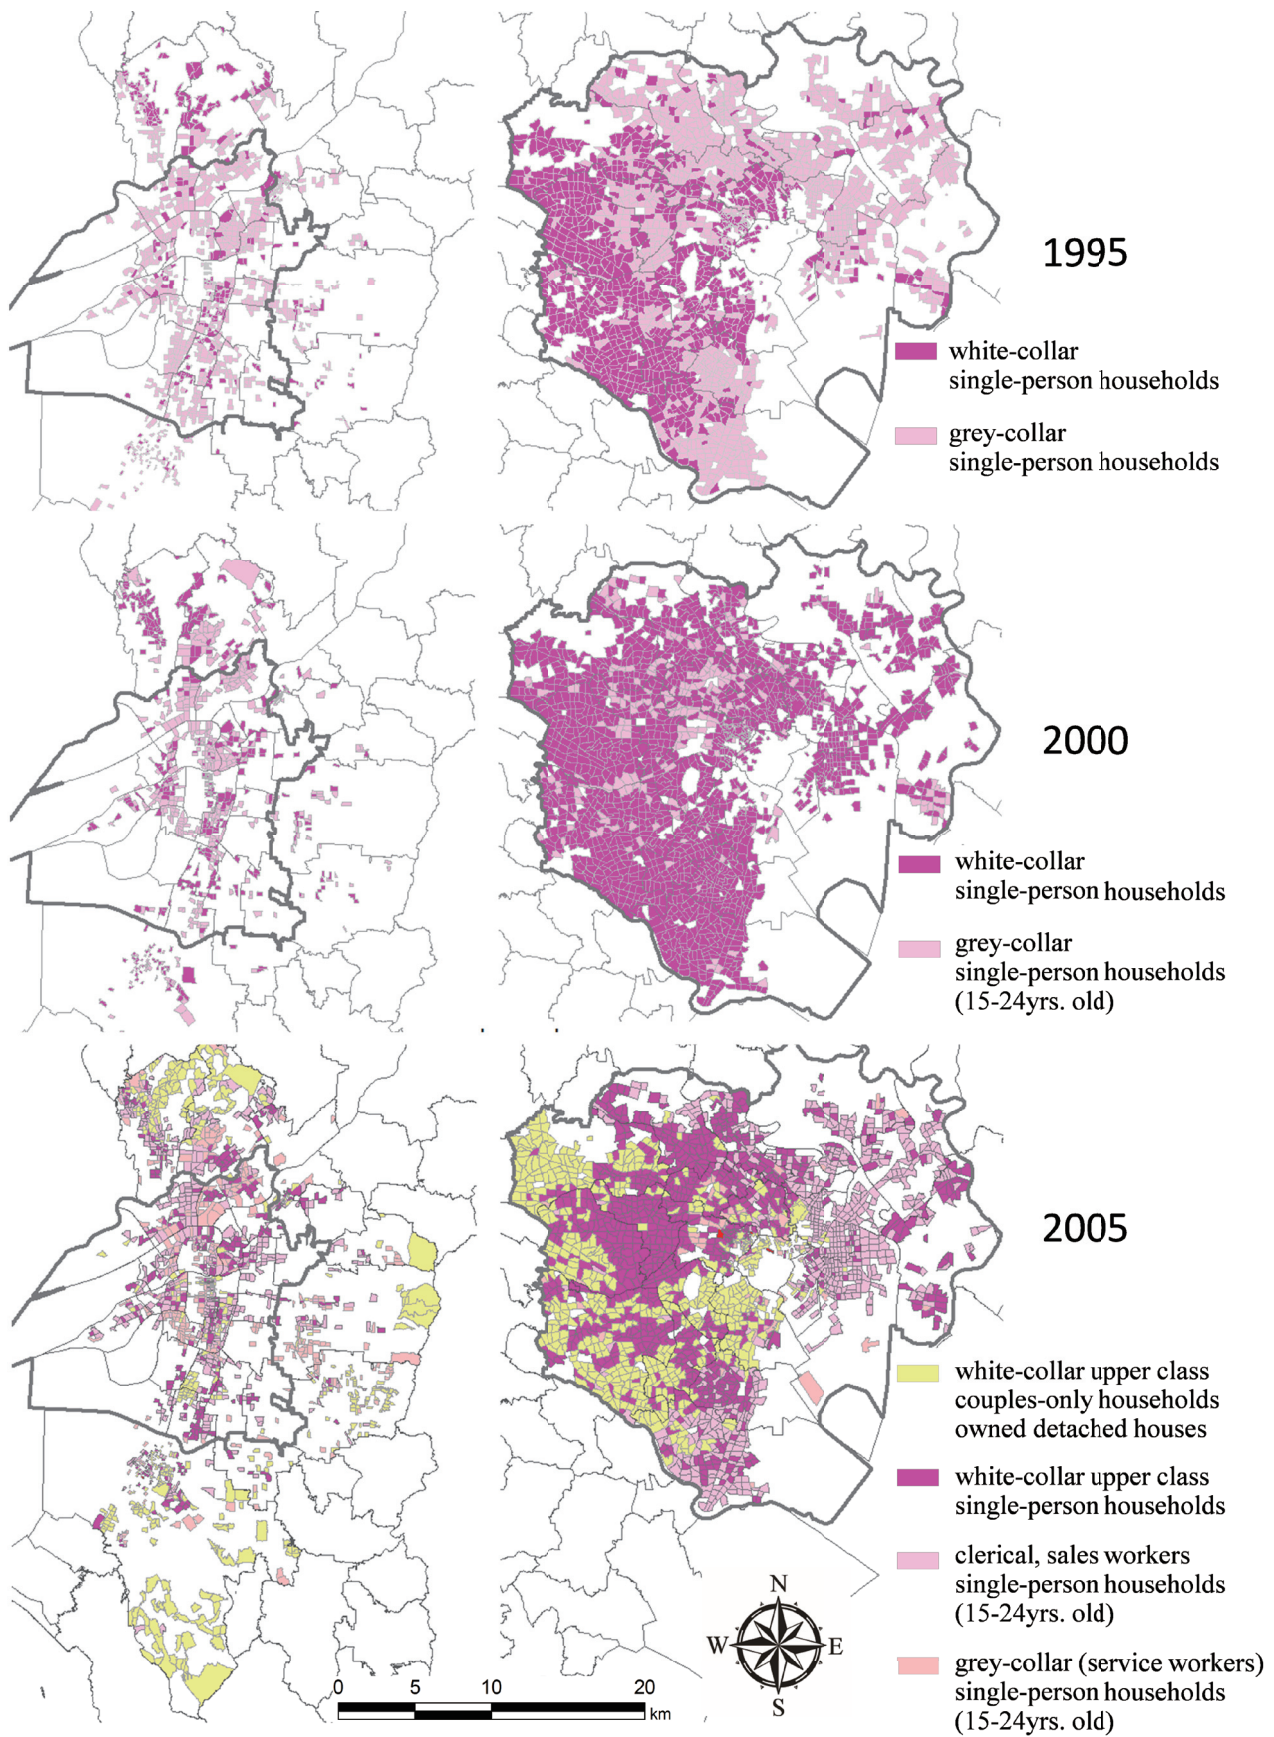 1995
white-collar
single-person households
grey-collar
single-person households
2000
white-collar
single-person households
grey-collar
single-person households
(15-24yrs. old)
2005
white-collar upper class
couples-only households
owned detached houses
white-collar upper class
single-person households
clerical, sales workers
single-person households
(15-24yrs. old)
grey-collar (service workers)
single-person households
(15-24yrs. old)
N
W E
S
0 5 10 20
km